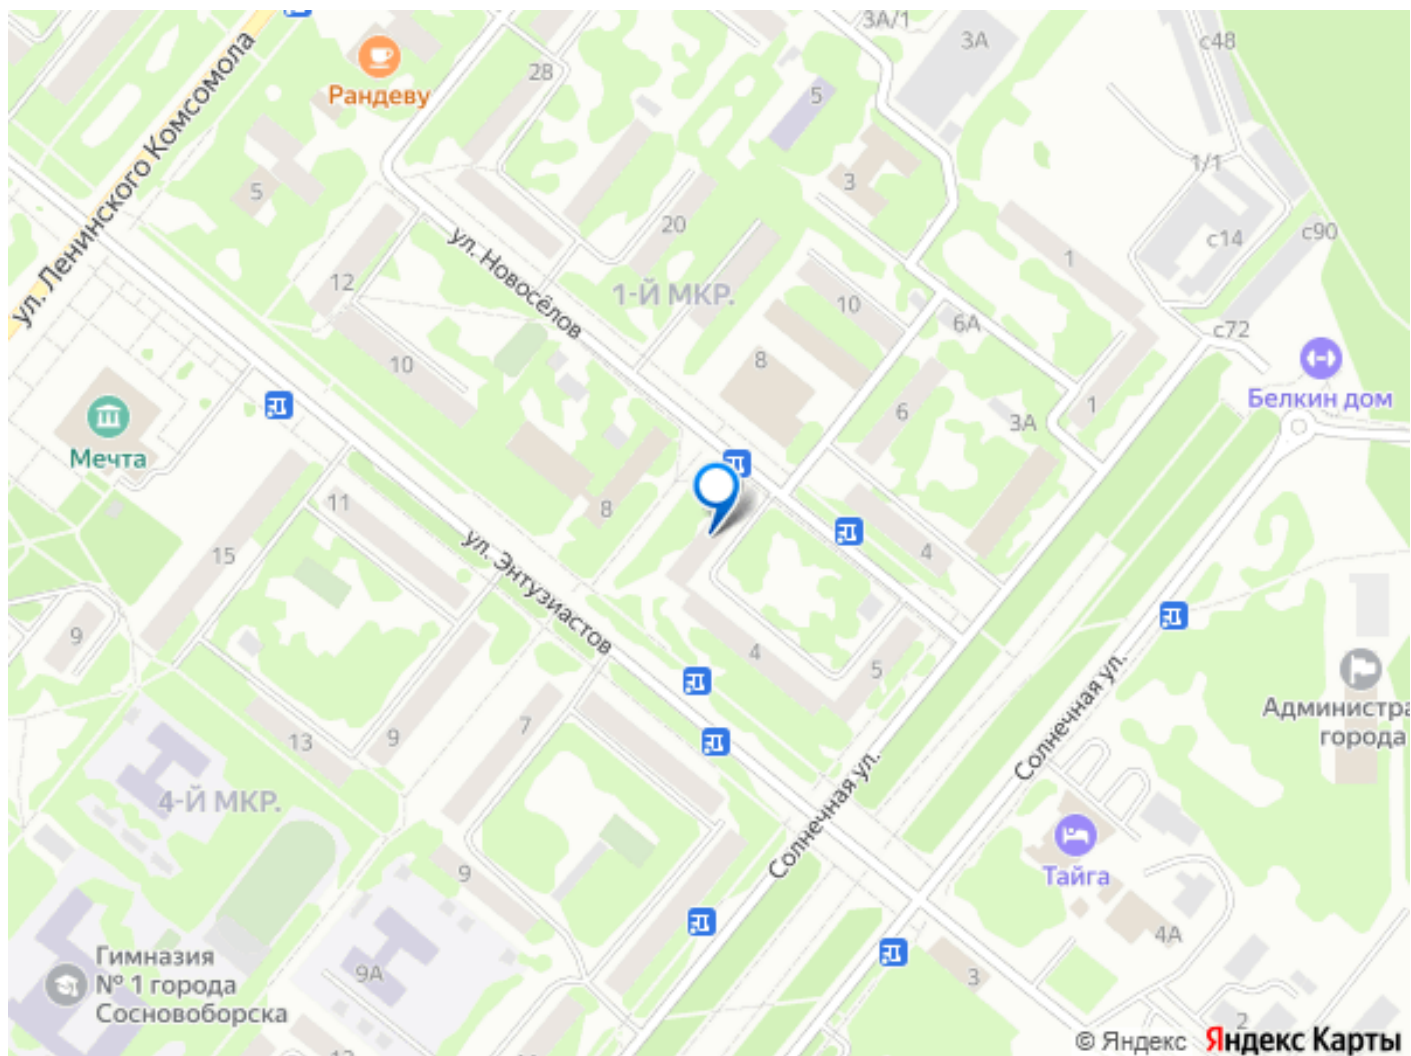 3А/1
3А
с48
ул. Ленинского Комсомола
Рандеву
28
5
5
3
1/1
20
12
ул. Новосёлов
1-Й МКР.
10
1
с14
с90
6А
с72
10
8
Белкин дом
6
1
3А
Мечта
11
8
15
ул. Энтузиастов
4
9
4
5
Администра
города
Солнечная ул.
13
9
7
4-Й МКР.
Солнечная ул.
Тайга
9
4А
Гимназия
№ 1 города
Сосновоборска
9А
3
2
© Яндекс Яндекс Карты